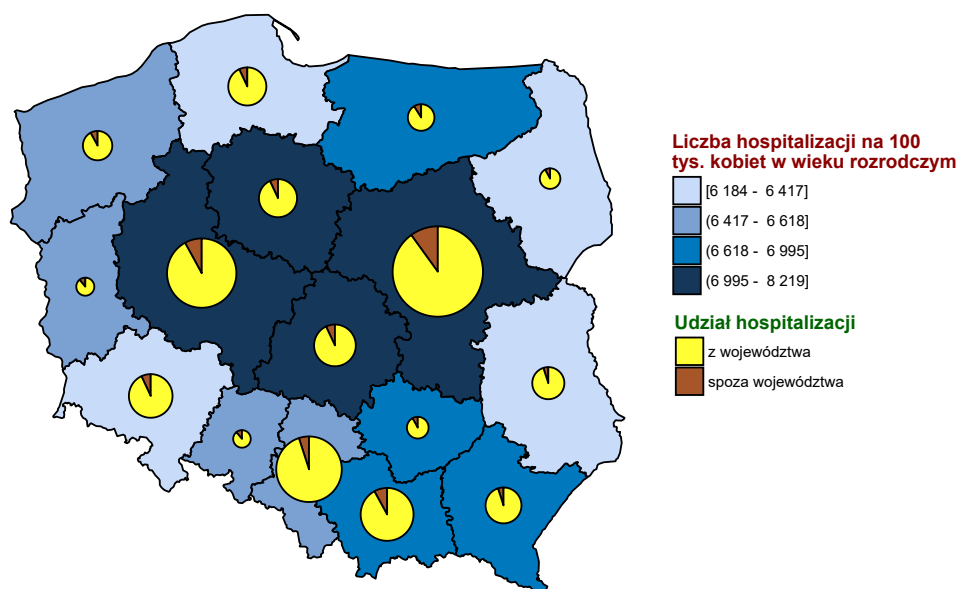 Liczba hospitalizacji na 100
tys. kobiet w wieku rozrodczym
[6 184 - 6 417]
(6 417 - 6 618]
(6 618 - 6 995]
(6 995 - 8 219]
Udział hospitalizacji
z województwa
spoza województwa